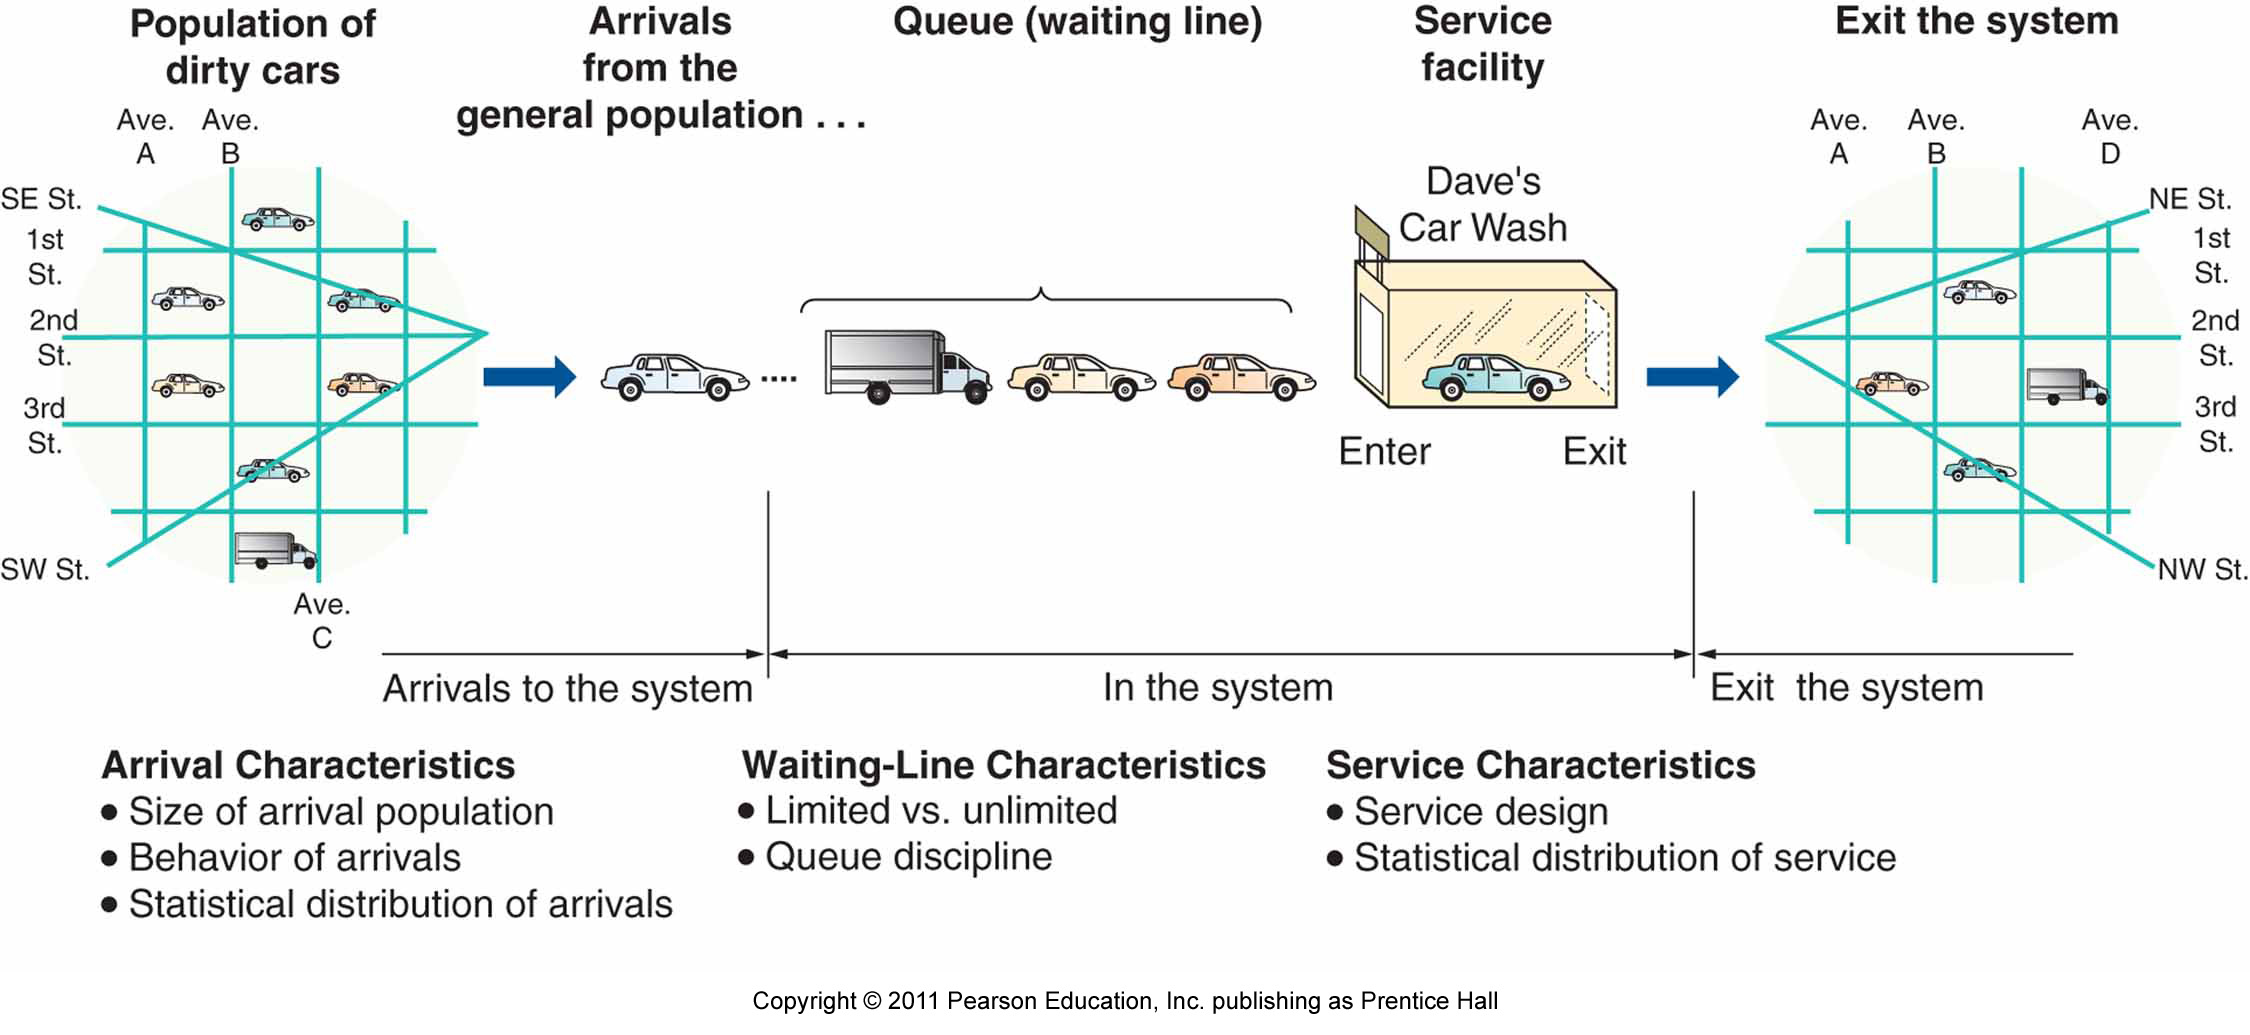 Population of
dirty cars
Arrivals
from the
general population . . .
Queue (waiting line)
Service
facility
Exit the system
Ave.
A
Ave.
B
SE St.
1st
St.
2nd
St.
3rd
St.
SW St.
Ave.
C
Dave's
Car Wash
Enter
Exit
Ave.
A
Ave.
B
Ave.
D
NE St.
1st
St.
2nd
St.
3rd
St.
NW St.
Arrivals to the system
In the system
Exit the system
Arrival Characteristics
• Size of arrival population
• Behavior of arrivals
• Statistical distribution of arrivals
Waiting-Line Characteristics
• Limited vs. unlimited
• Queue discipline
Service Characteristics
• Service design
• Statistical distribution of service
Copyright © 2011 Pearson Education, Inc. publishing as Prentice Hall